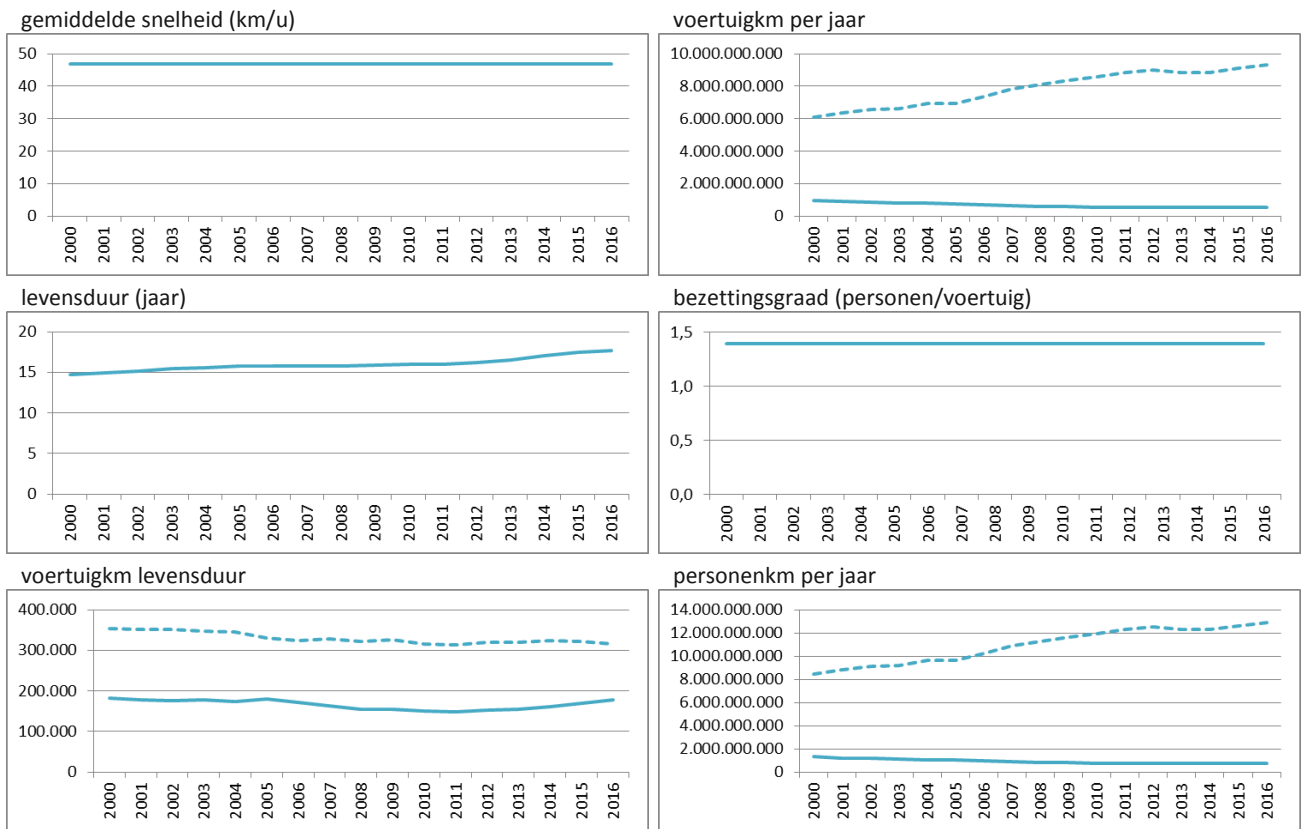 gemiddelde snelheid (km/u)
50
40
30
20
10
0
2000 2001 2002 2003 2004 2005 2006 2007 2008 2009 2010 2011 2012 2013 2014 2015 2016
voertuigkm per jaar
10.000.000.000
8.000.000.000
6.000.000.000
4.000.000.000
2.000.000.000
0
2000 2001 2002 2003 2004 2005 2006 2007 2008 2009 2010 2011 2012 2013 2014 2015 2016
levensduur (jaar)
20
15
10
5
0
2000 2001 2002 2003 2004 2005 2006 2007 2008 2009 2010 2011 2012 2013 2014 2015 2016
bezettingsgraad (personen/voertuig)
1,5
1,0
0,5
0,0
2000 2001 2002 2003 2004 2005 2006 2007 2008 2009 2010 2011 2012 2013 2014 2015 2016
voertuigkm levensduur
400.000
300.000
200.000
100.000
0
2000 2001 2002 2003 2004 2005 2006 2007 2008 2009 2010 2011 2012 2013 2014 2015 2016
personenkm per jaar
14.000.000.000
12.000.000.000
10.000.000.000
8.000.000.000
6.000.000.000
4.000.000.000
2.000.000.000
0
2000 2001 2002 2003 2004 2005 2006 2007 2008 2009 2010 2011 2012 2013 2014 2015 2016